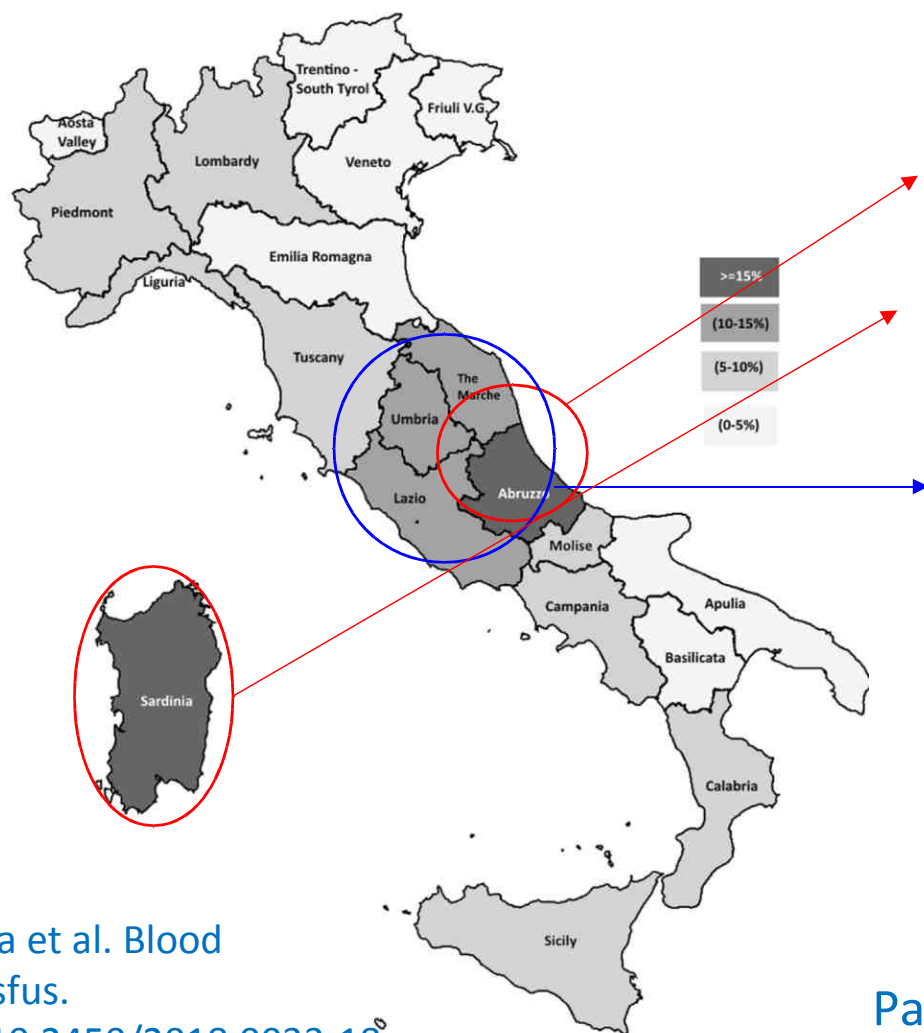 Trentino -
South Tyrol
Friuli V.G.
Aosta
Valley
Lombardy
Veneto
Piedmont
Emilia Romagna
Liguria
>=15%
(10-15%)
(5-10%)
(0-5%)
Tuscany
The
Marche
Umbria
Lazio
Abruzzo
Molise
Campania
Apulia
Basilicata
Sardinia
Calabria
Sicily
a et al. Blood
sfus.
Pa